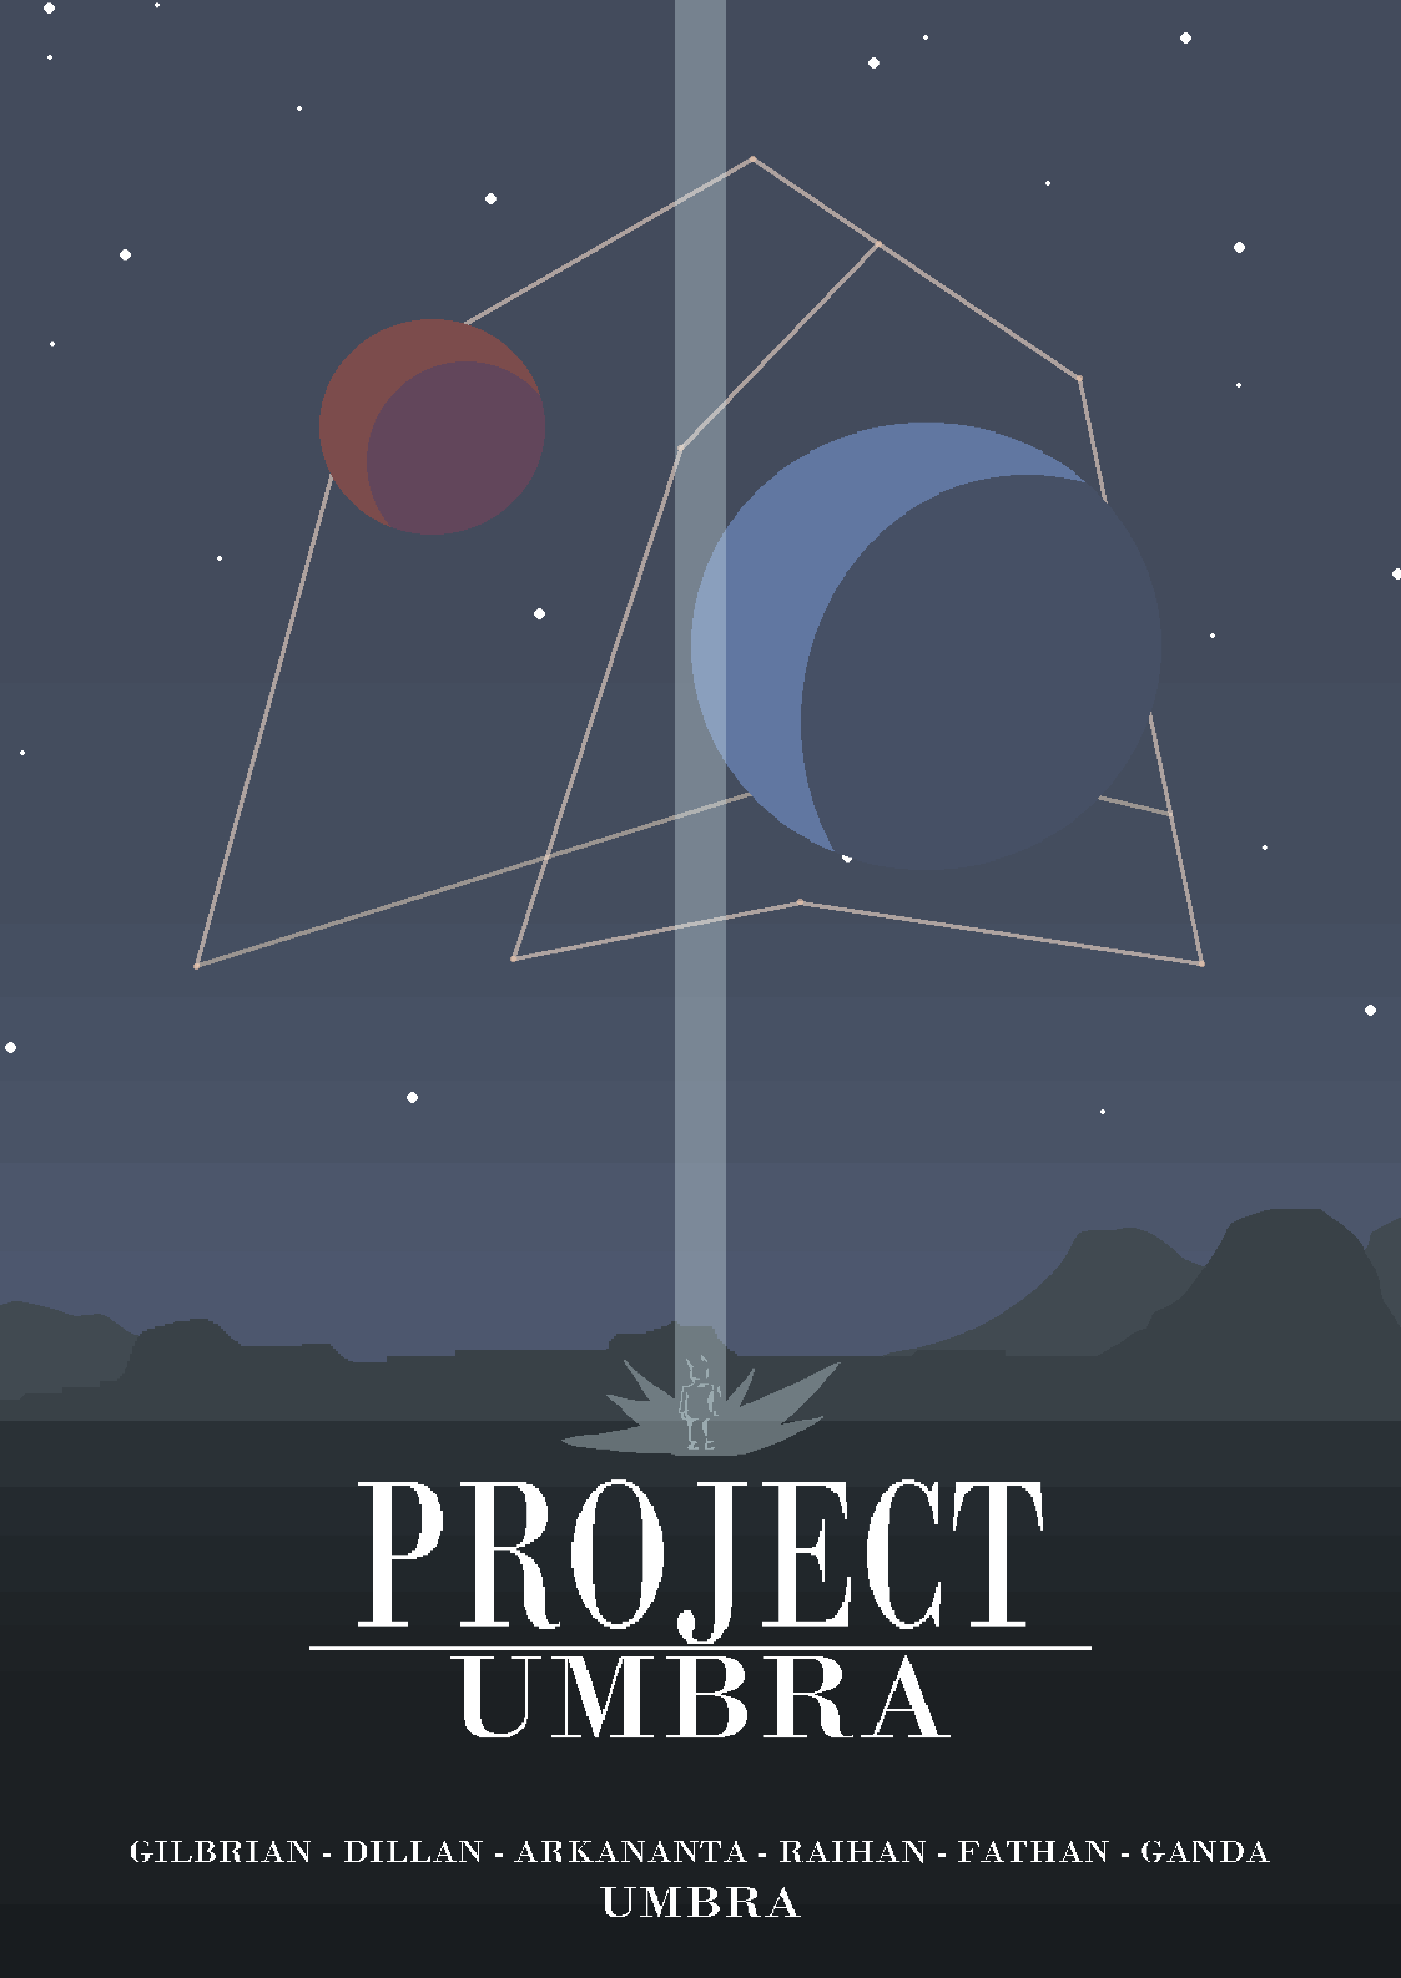 PROJECT
UMBRA
GILBRIAN - DILLAN - ARKANANTA - RAIHAN - FATHAN - GANDA
UMBRA